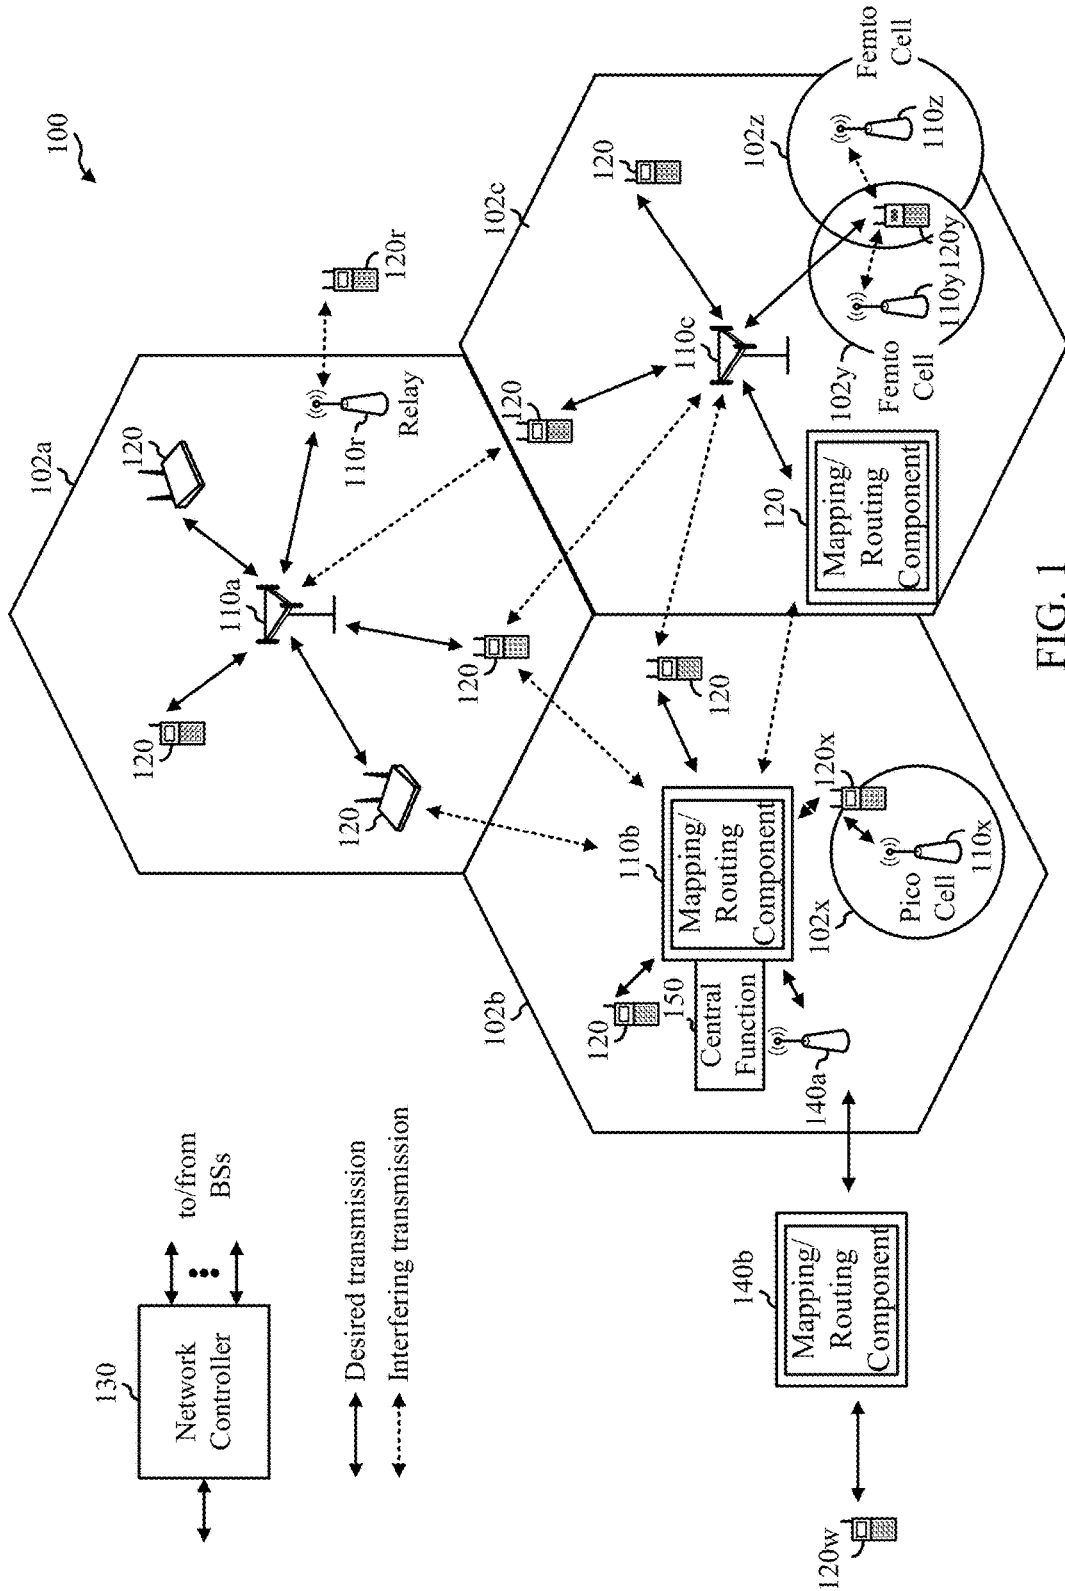 100
130
Network
Controller
to/from
BSs
Desired transmission
Interfering transmission
102a
120
110a
120
120
120
110r
Relay
120r
102b
120
150
Central
Function
110b
Mapping/
Routing
Component
120
140a
120x
Pico
Cell
110x
102x
102c
120
120
110c
120
Mapping/
Routing
Component
102y
Femto
Cell
110y
120y
102z
110z
Femto
Cell
140b
Mapping/
Routing
Component
120w
FIG. 1